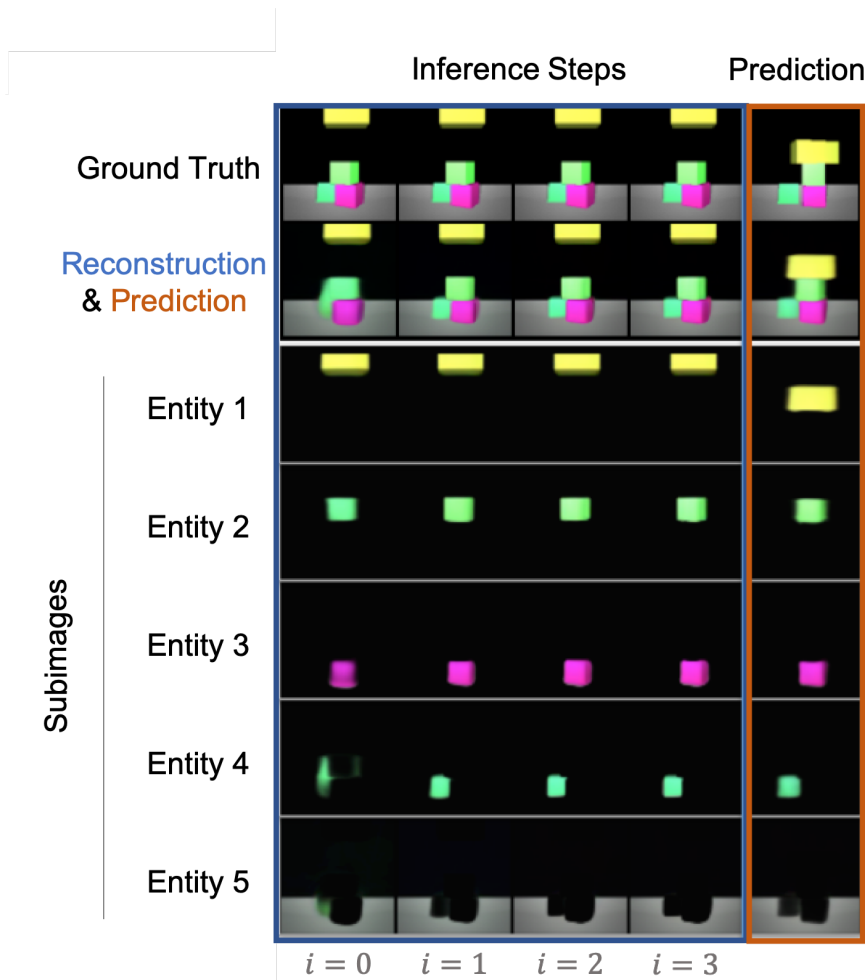 Inference Steps
Prediction
Ground Truth
Reconstruction
& Prediction
Entity 1
Entity 2
Entity 3
Entity 4
Entity 5
Subimages
i = 0
i = 1
i = 2
i = 3